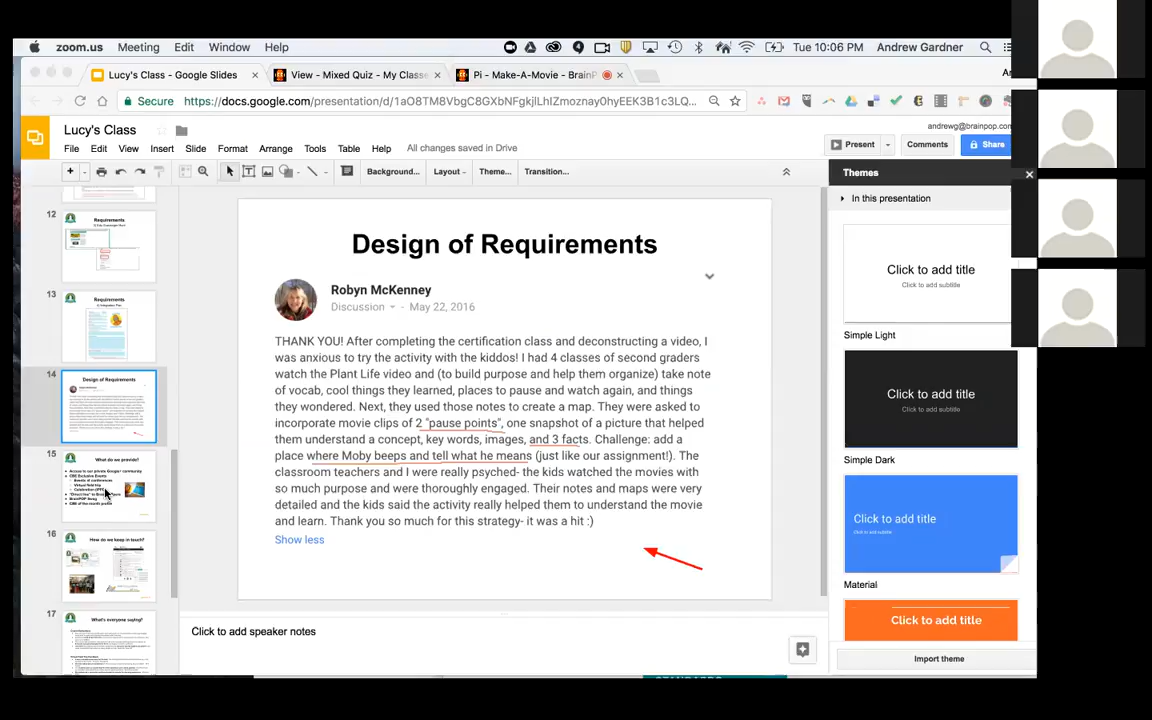 zoom.us Meeting Edit Window Help Tue 10:06 PM Andrew Gardner
Lucy's Class - Google Slides View - Mixed Quiz - My Classe Pi - Make-A-Movie - BrainP
Secure https://docs.google.com/presentation/d/1aO8TM8VbgC8GXbNFgkjlLhIZmoznay0hyEEK3B1c3LQ...
Lucy's Class
andrewg@brainpop.com
File Edit View Insert Slide Format Arrange Tools Table Help All changes saved in Drive
Present Comments Share
Background... Layout Theme... Transition...
Themes
In this presentation
12
Requirements
13
Requirements
14
Design of Requirements
15
What do we provide?
16
How do we keep in touch?
17
What's everyone saying?
Design of Requirements
Robyn McKenney
Discussion May 22, 2016
THANK YOU! After completing the certification class and deconstructing a video, I
was anxious to try the activity with the kiddos! I had 4 classes of second graders
watch the Plant Life video and (to build purpose and help them organize) take note
of vocab, cool things they learned, places to pause and watch again, and things
they wondered. Next, they used those notes to create a map. They were asked to
incorporate movie clips of 2 "pause points", one snapshot of a picture that helped
them understand a concept, key words, images, and 3 facts. Challenge: add a
place where Moby beeps and tell what he means (just like our assignment!). The
classroom teachers and I were really psyched- the kids watched the movies with
so much purpose and were thoroughly engaged. Their notes and maps were very
detailed and the kids said the activity really helped them to understand the movie
and learn. Thank you so much for this strategy- it was a hit :)
Show less
Click to add speaker notes
Click to add title
Click to add subtitle
Simple Light
Click to add title
Click to add subtitle
Simple Dark
Click to add title
Click to add subtitle
Material
Click to add title
Import theme